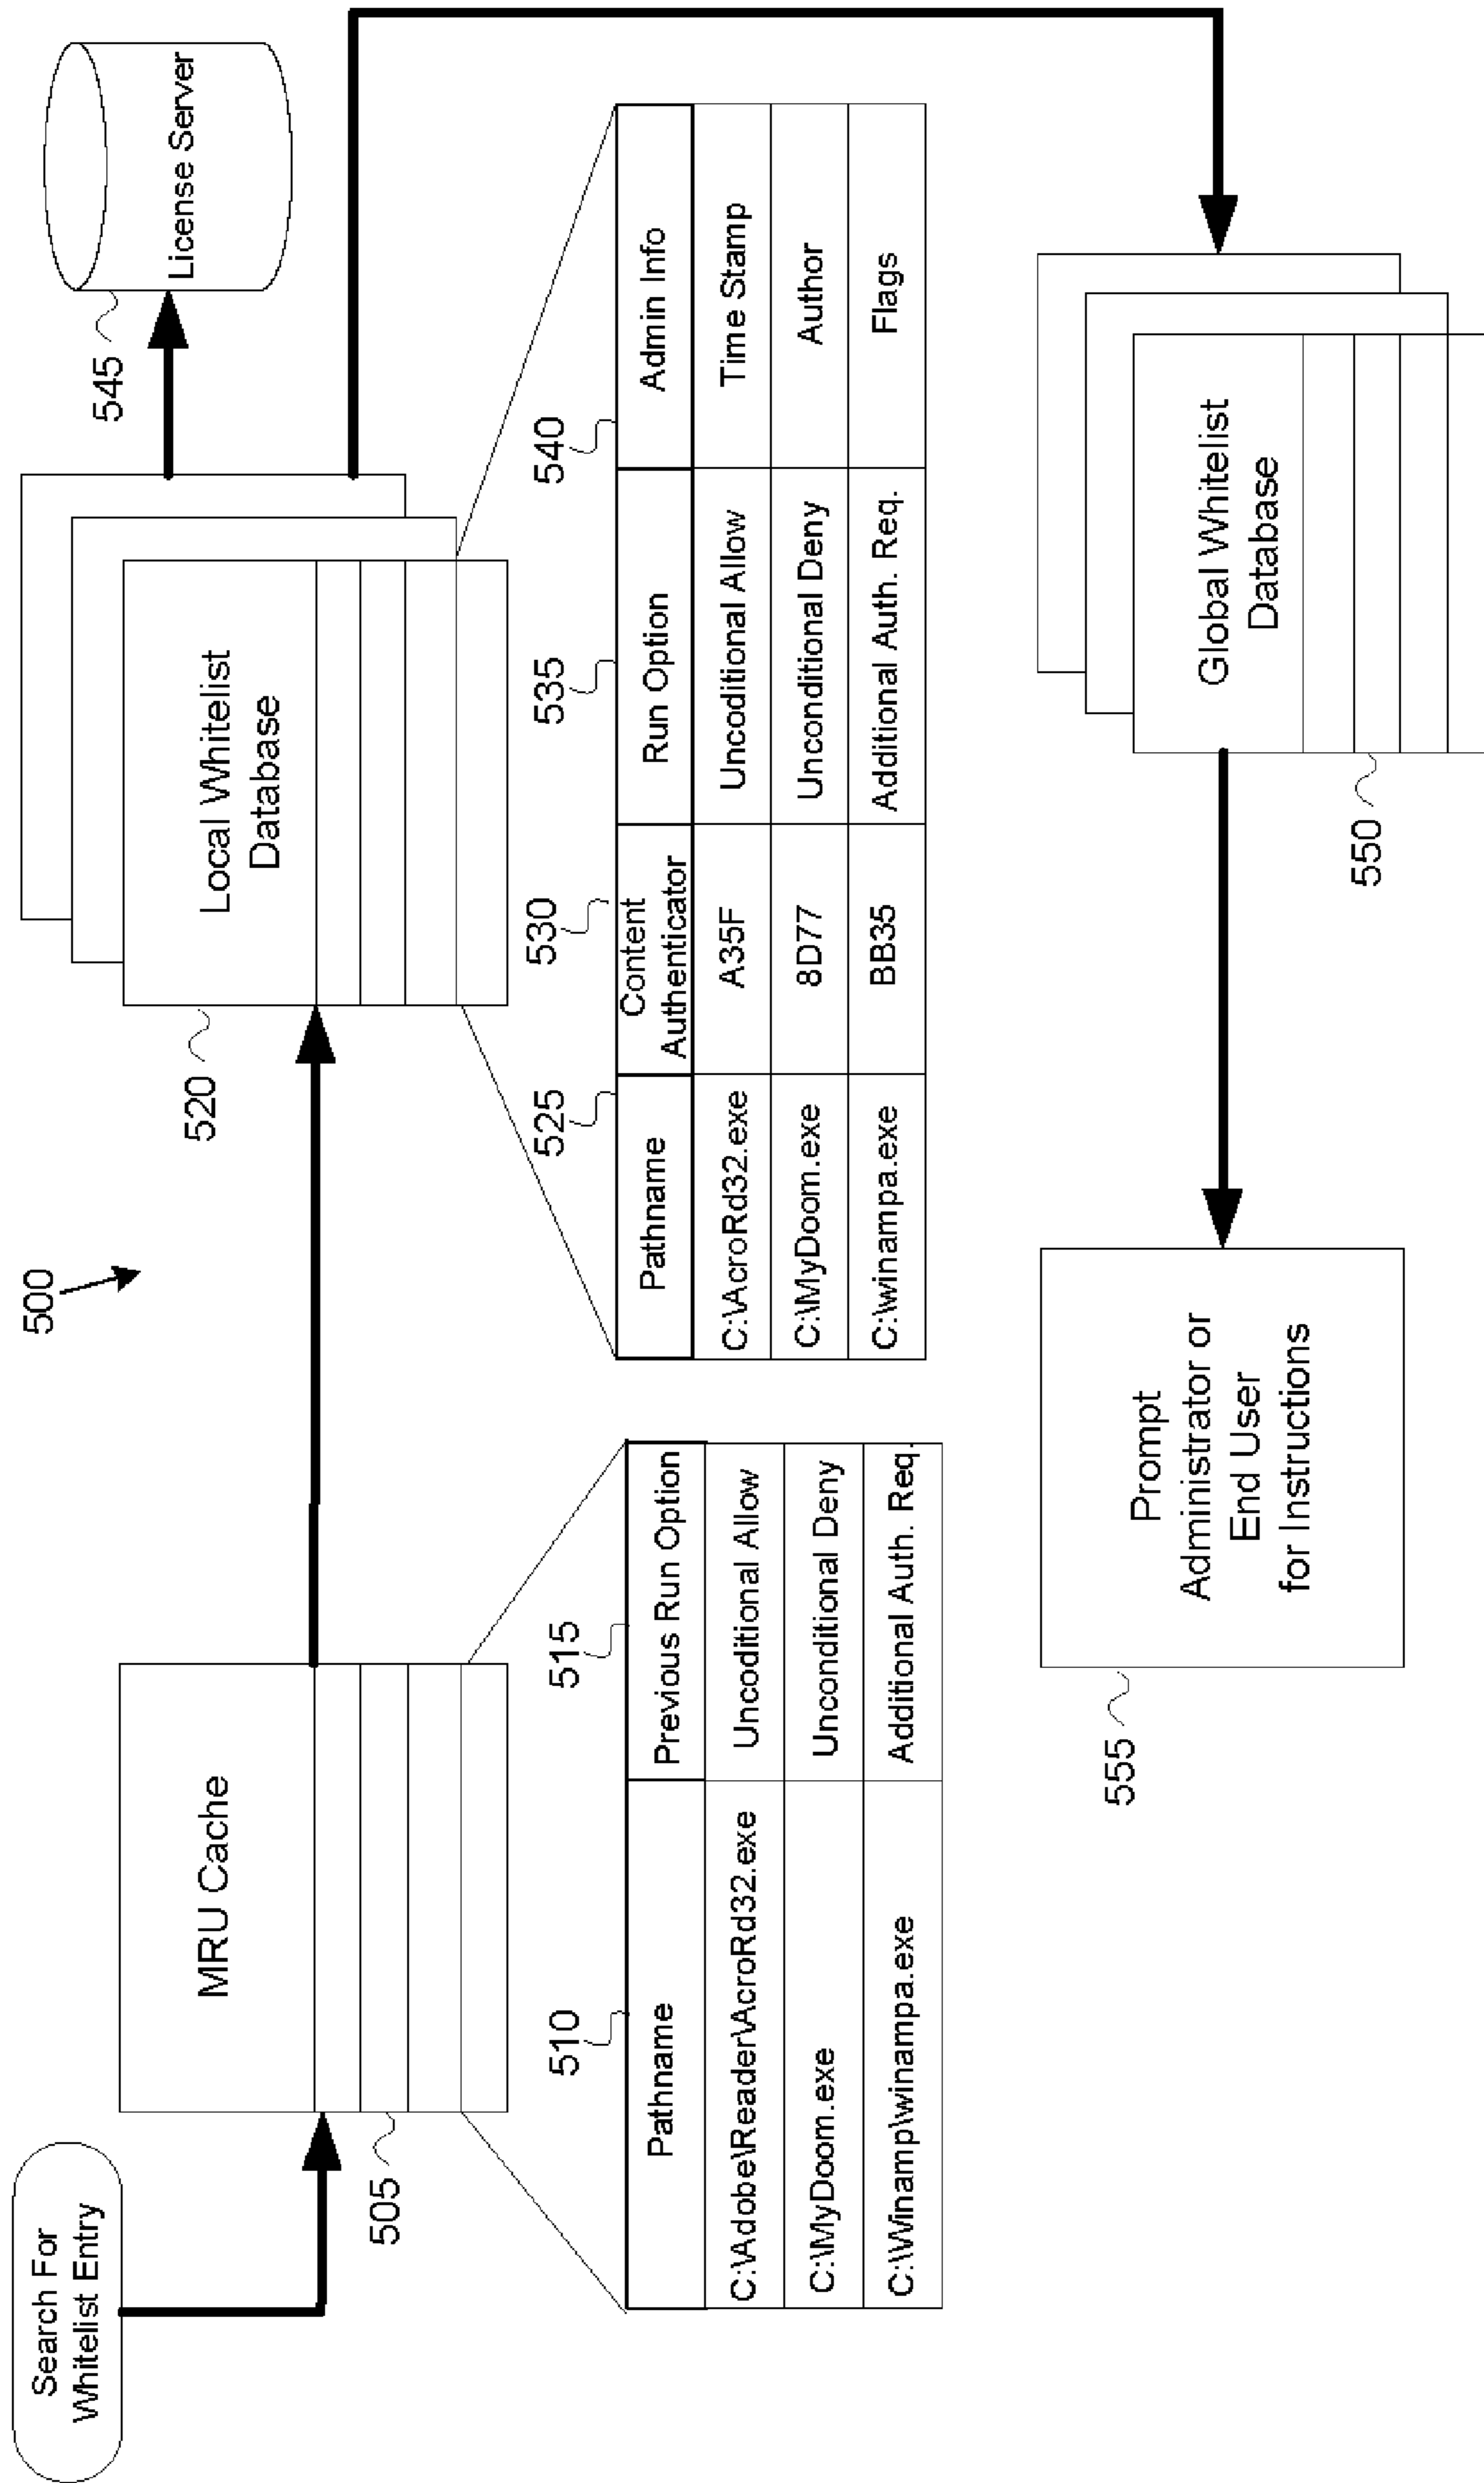 Search For
Whitelist Entry
MRU Cache
505
500
Local Whitelist
Database
520
License Server
545
510
515
Pathname
Previous Run Option
C:\Adobe\Reader\AcroRd32.exe
Uncoditional Allow
C:\MyDoom.exe
Unconditional Deny
C:\Winamp\winampa.exe
Additional Auth. Req.
525
530
535
540
Pathname
Content
Authenticator
Run Option
Admin Info
C:\AcroRd32.exe
A35F
Uncoditional Allow
Time Stamp
C:\MyDoom.exe
8D77
Unconditional Deny
Author
C:\winampa.exe
BB35
Additional Auth. Req.
Flags
Prompt
Administrator or
End User
for Instructions
555
Global Whitelist
Database
550